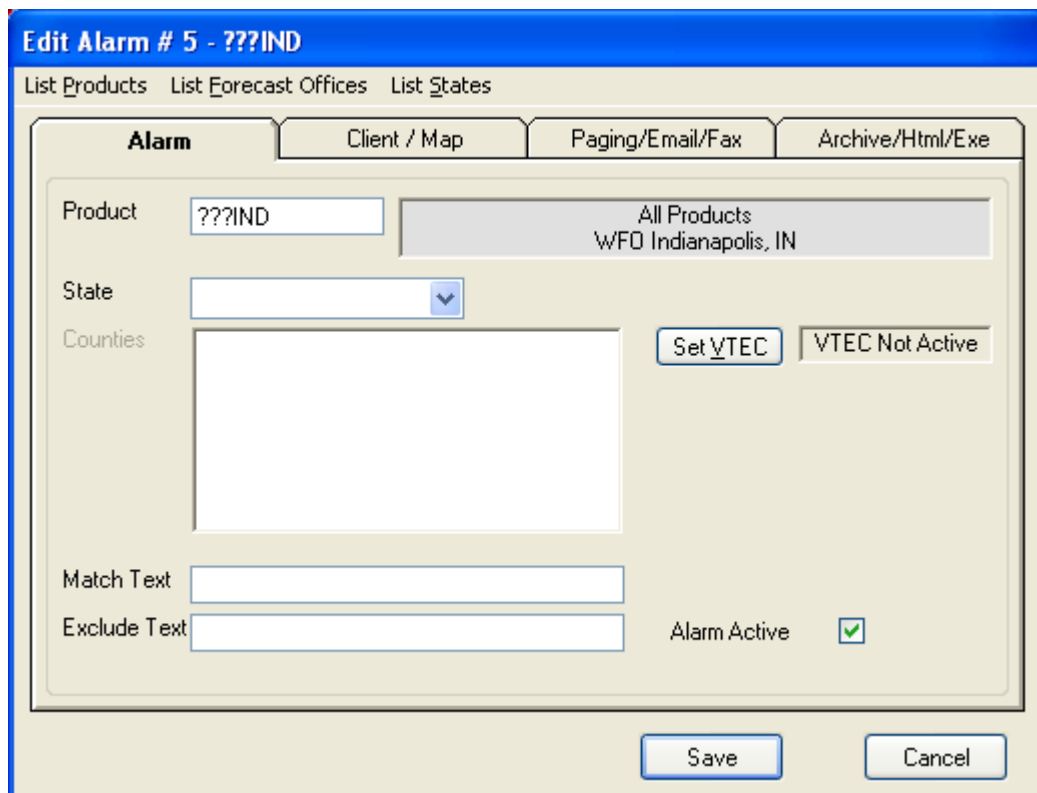 Edit Alarm # 5 - ???IND
List Products List Forecast Offices List States
Alarm Client / Map Paging/Email/Fax Archive/Html/Exe
Product ???IND All Products
WFO Indianapolis, IN
State
Counties Set VTEC VTEC Not Active
Match Text
Exclude Text Alarm Active
Save Cancel